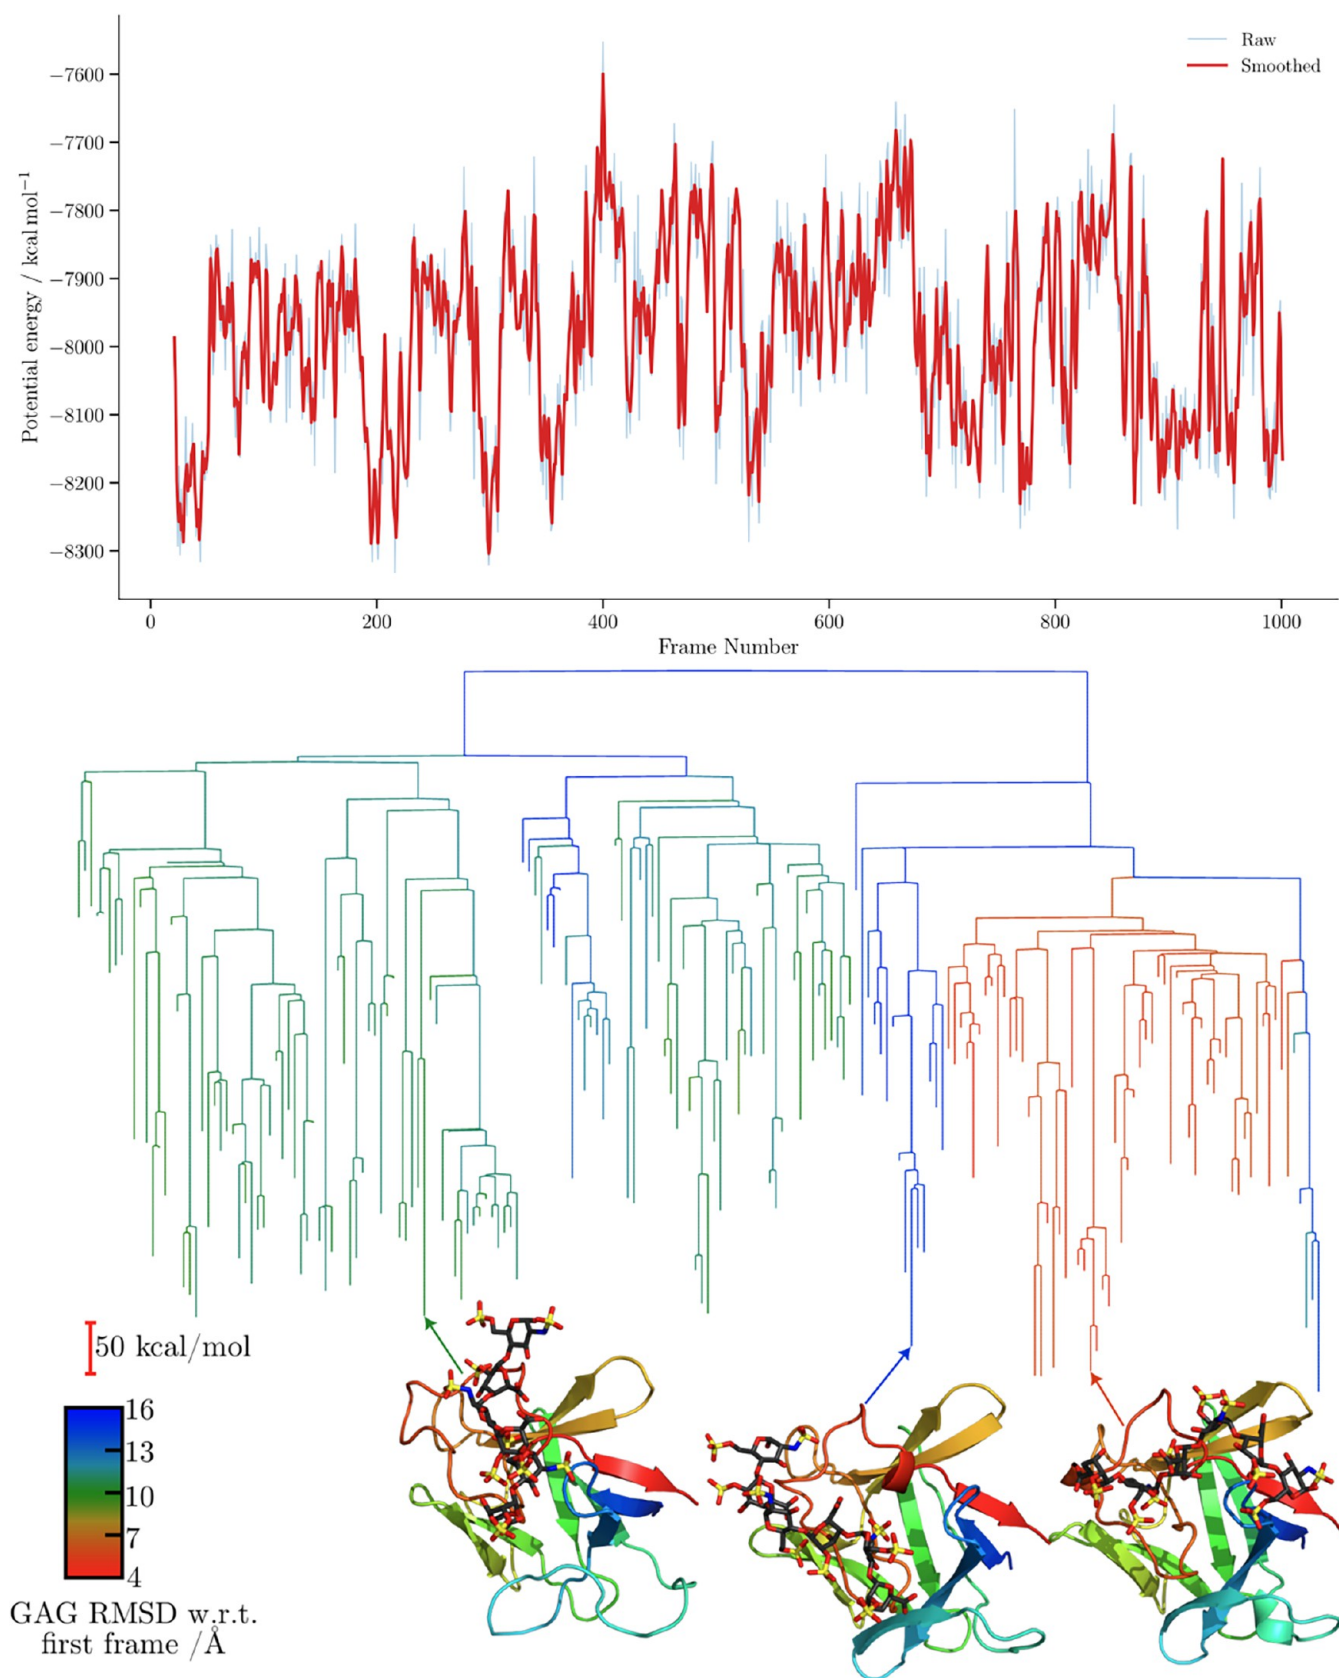 Raw
Smoothed
−7600
−7700
−7800
−7900
−8000
−8100
−8200
−8300
Potential energy / kcal mol⁻¹
0 200 400 600 800 1000
Frame Number
50 kcal/mol
16
13
10
7
4
GAG RMSD w.r.t.
first frame /Å